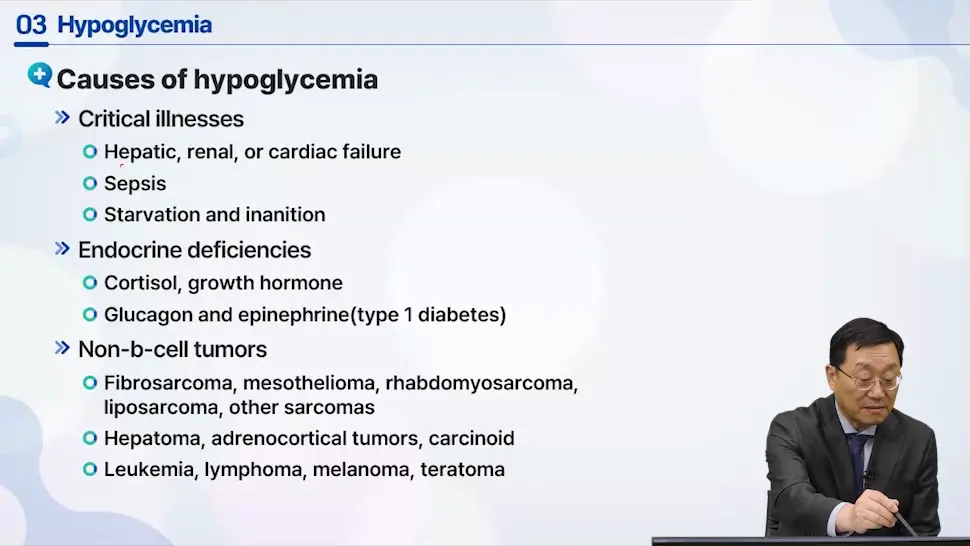 03 Hypoglycemia
Causes of hypoglycemia
Critical illnesses
Hepatic, renal, or cardiac failure
Sepsis
Starvation and inanition
Endocrine deficiencies
Cortisol, growth hormone
Glucagon and epinephrine(type 1 diabetes)
Non-b-cell tumors
Fibrosarcoma, mesothelioma, rhabdomyosarcoma,
liposarcoma, other sarcomas
Hepatoma, adrenocortical tumors, carcinoid
Leukemia, lymphoma, melanoma, teratoma